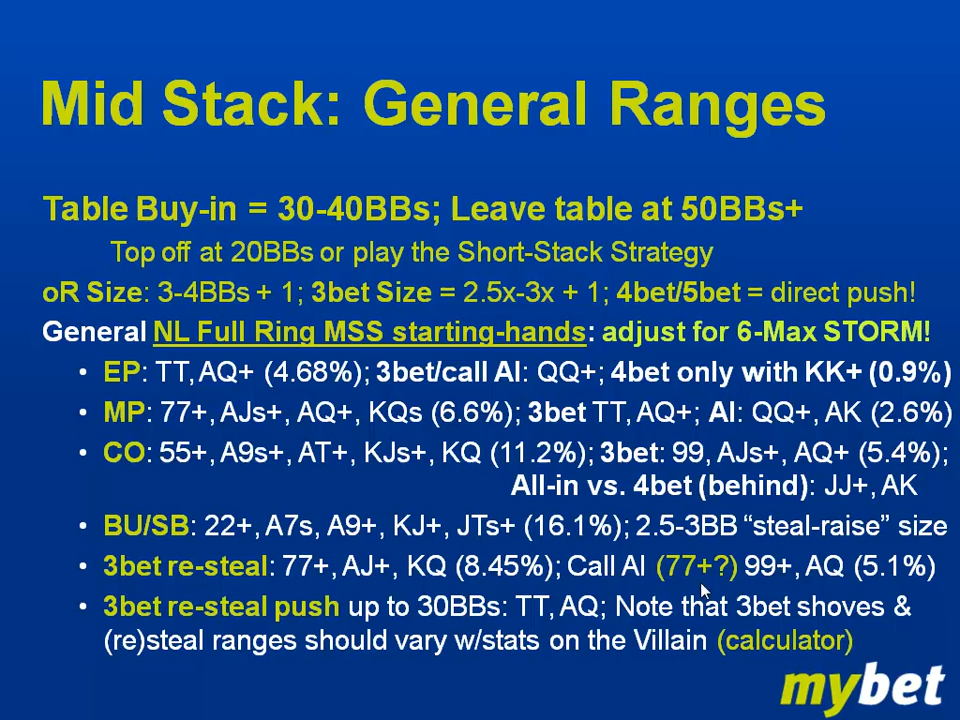 Mid Stack: General Ranges
Table Buy-in = 30-40BBs; Leave table at 50BBs+
Top off at 20BBs or play the Short-Stack Strategy
oR Size: 3-4BBs + 1; 3bet Size = 2.5x-3x + 1; 4bet/5bet = direct push!
General NL Full Ring MSS starting-hands: adjust for 6-Max STORM!
• EP: TT, AQ+ (4.68%); 3bet/call AI: QQ+; 4bet only with KK+ (0.9%)
• MP: 77+, AJs+, AQ+, KQs (6.6%); 3bet TT, AQ+; AI: QQ+, AK (2.6%)
• CO: 55+, A9s+, AT+, KJs+, KQ (11.2%); 3bet: 99, AJs+, AQ+ (5.4%);
All-in vs. 4bet (behind): JJ+, AK
• BU/SB: 22+, A7s, A9+, KJ+, JTs+ (16.1%); 2.5-3BB “steal-raise” size
• 3bet re-steal: 77+, AJ+, KQ (8.45%); Call AI (77+?) 99+, AQ (5.1%)
• 3bet re-steal push up to 30BBs: TT, AQ; Note that 3bet shoves &
(re)steal ranges should vary w/stats on the Villain (calculator)
mybet